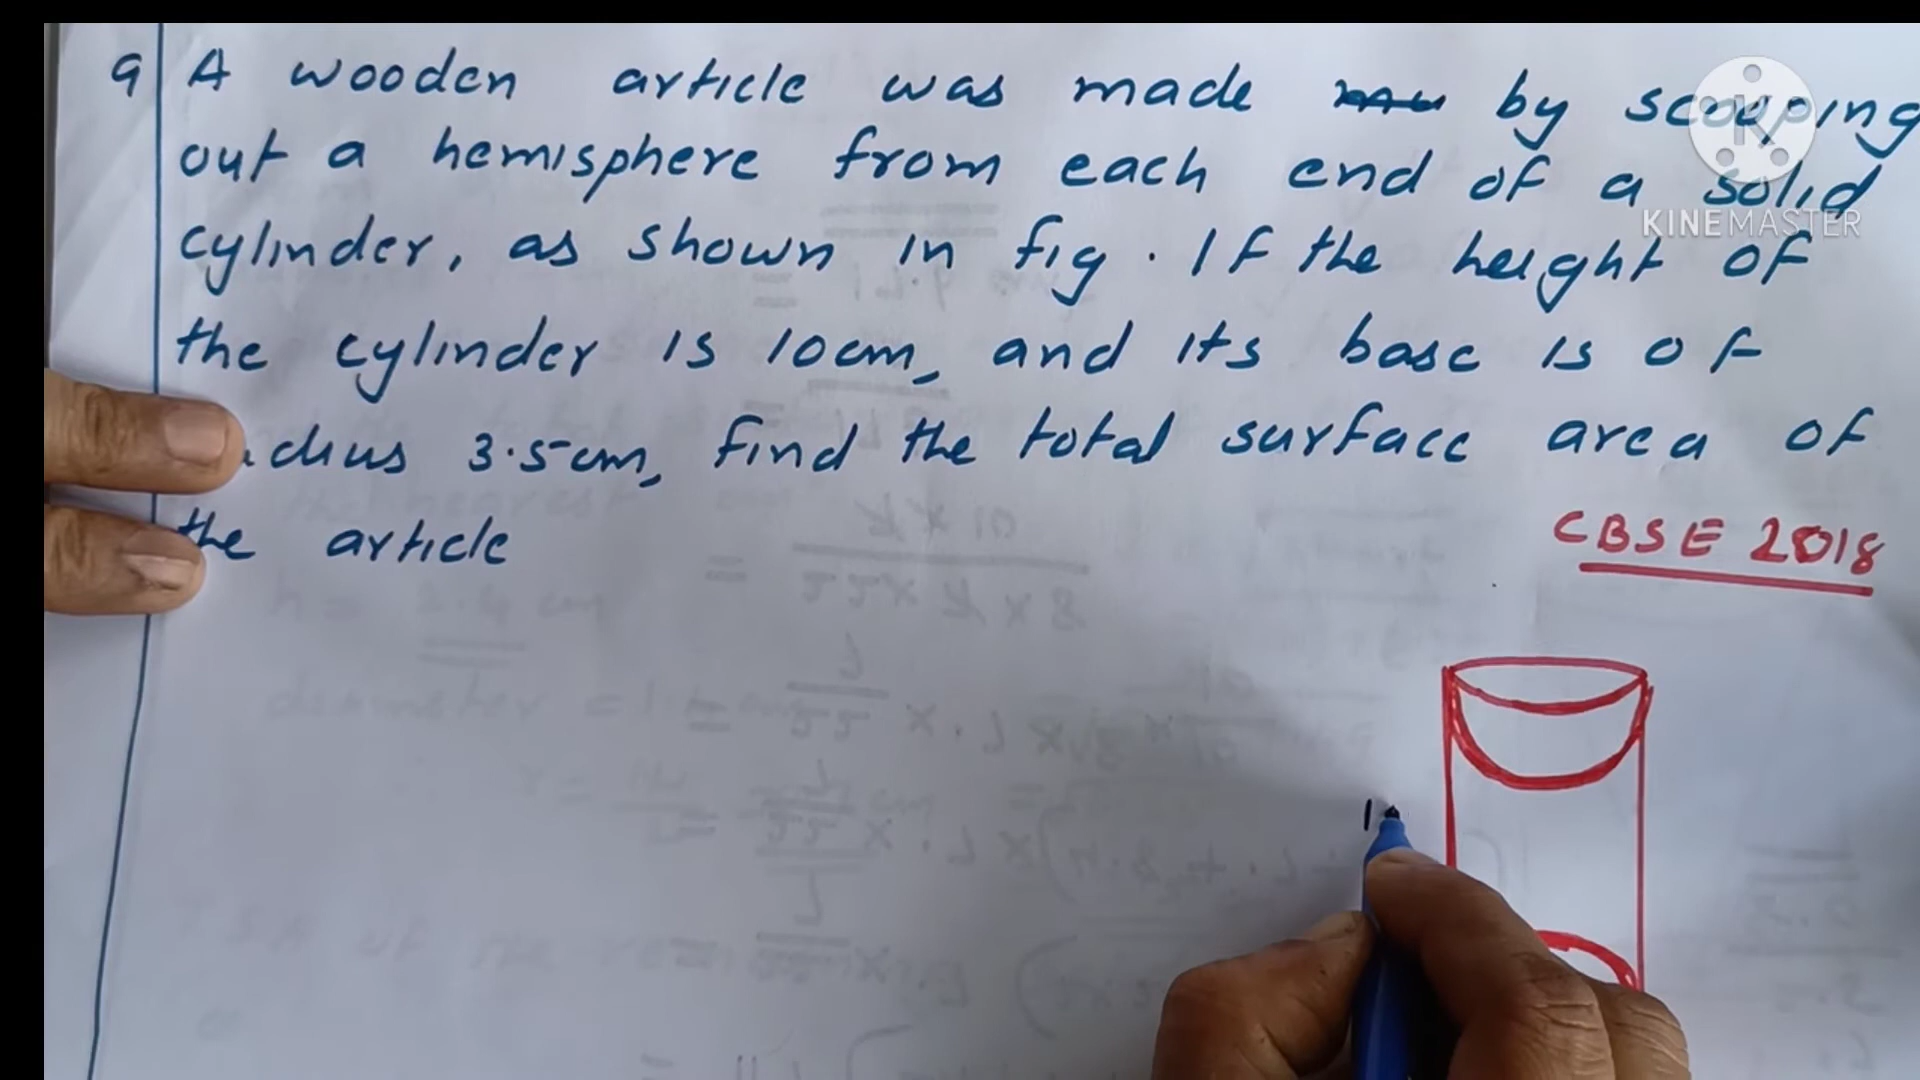 9 A wooden article was made by scooping
out a hemisphere from each end of a solid
cylinder, as shown in fig. If the height of
the cylinder is 10cm, and its base is of
radius 3.5cm, find the total surface area of
the article
CBSE 2018
1
K
KINEMASTER